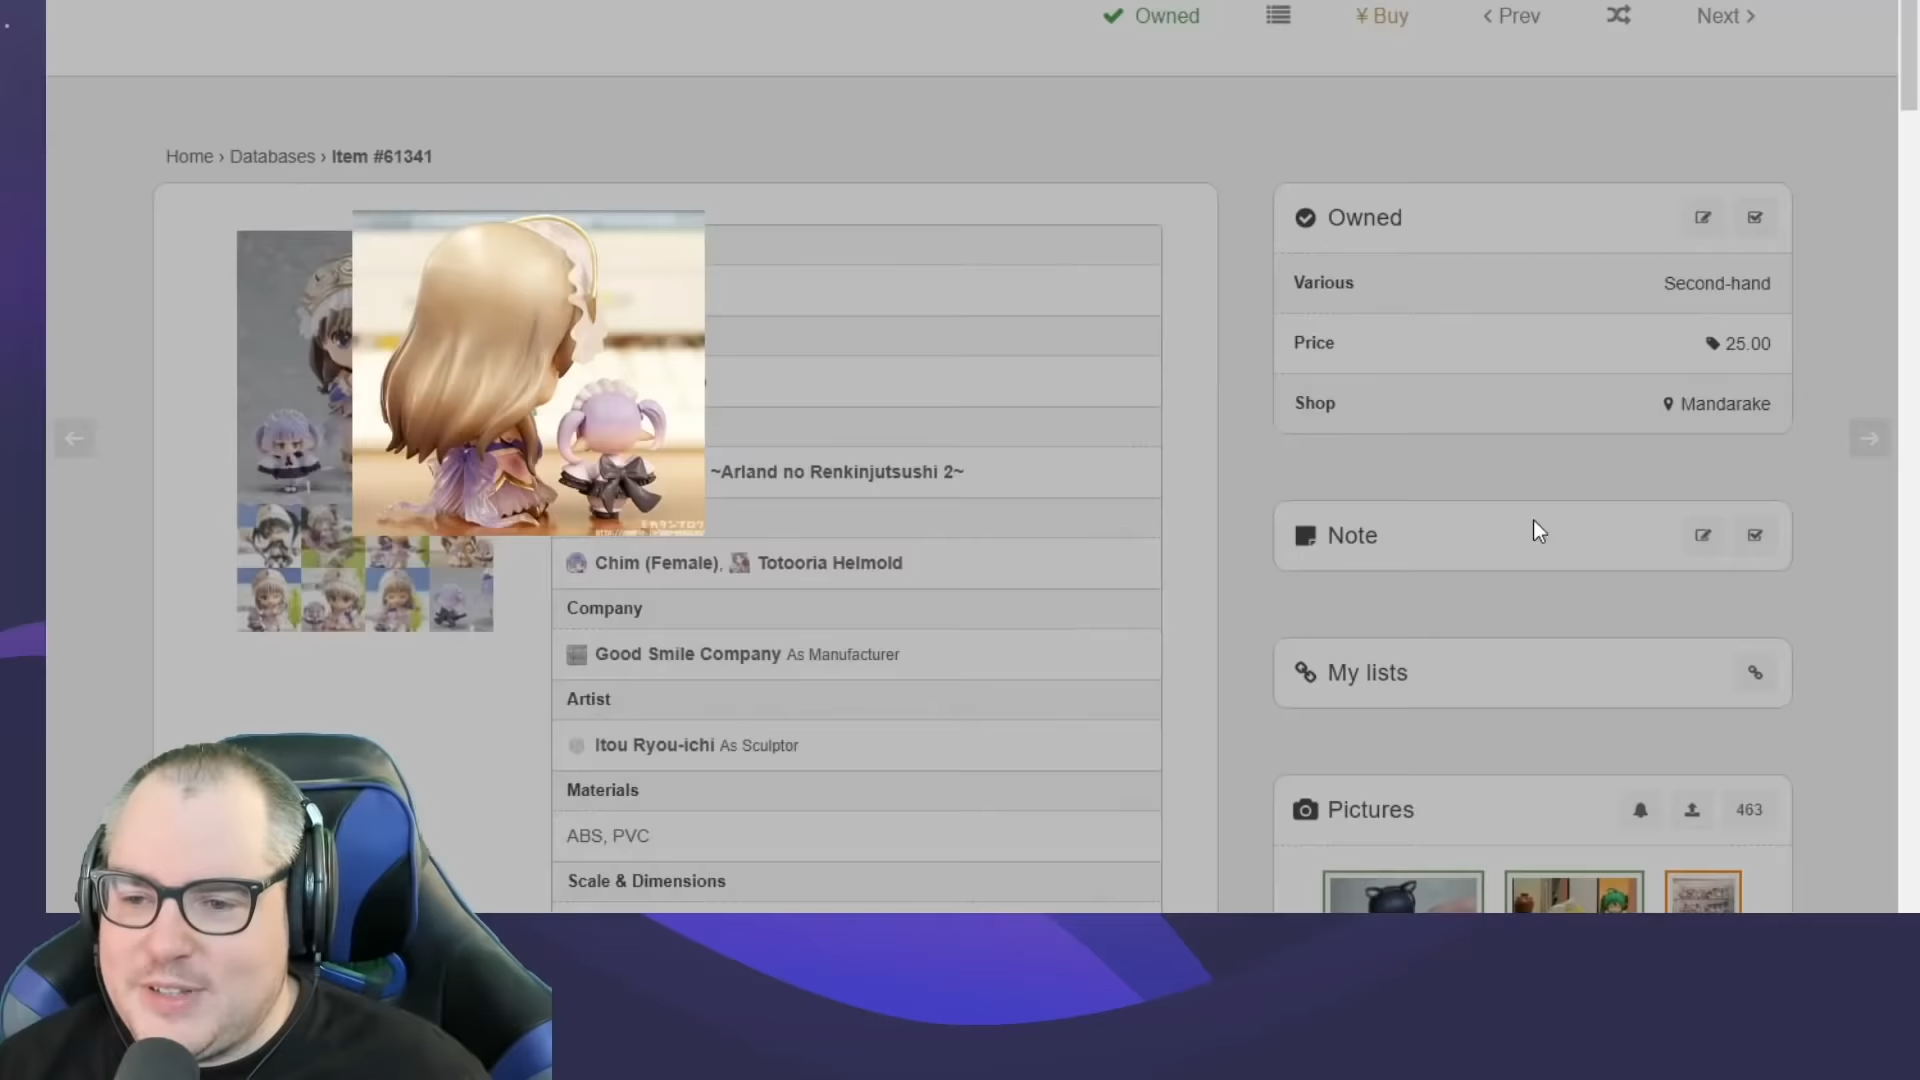 Owned
¥ Buy
Prev
Next
Home › Databases › Item #61341
~Arland no Renkinjutsushi 2~
Chim (Female), Totooria Helmold
Company
Good Smile Company As Manufacturer
Artist
Itou Ryou-ichi As Sculptor
Materials
ABS, PVC
Scale & Dimensions
Owned
Various Second-hand
Price 25.00
Shop Mandarake
Note
My lists
Pictures 463